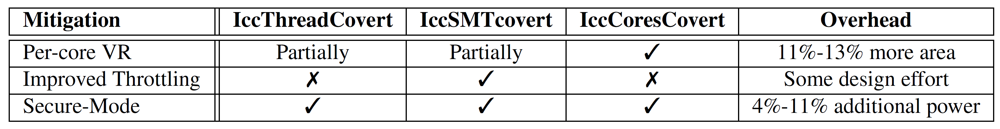 Mitigation IccThreadCovert IccSMTcovert IccCoresCovert Overhead
Per-core VR Partially Partially ✓ 11%-13% more area
Improved Throttling ✗ ✓ ✗ Some design effort
Secure-Mode ✓ ✓ ✓ 4%-11% additional power